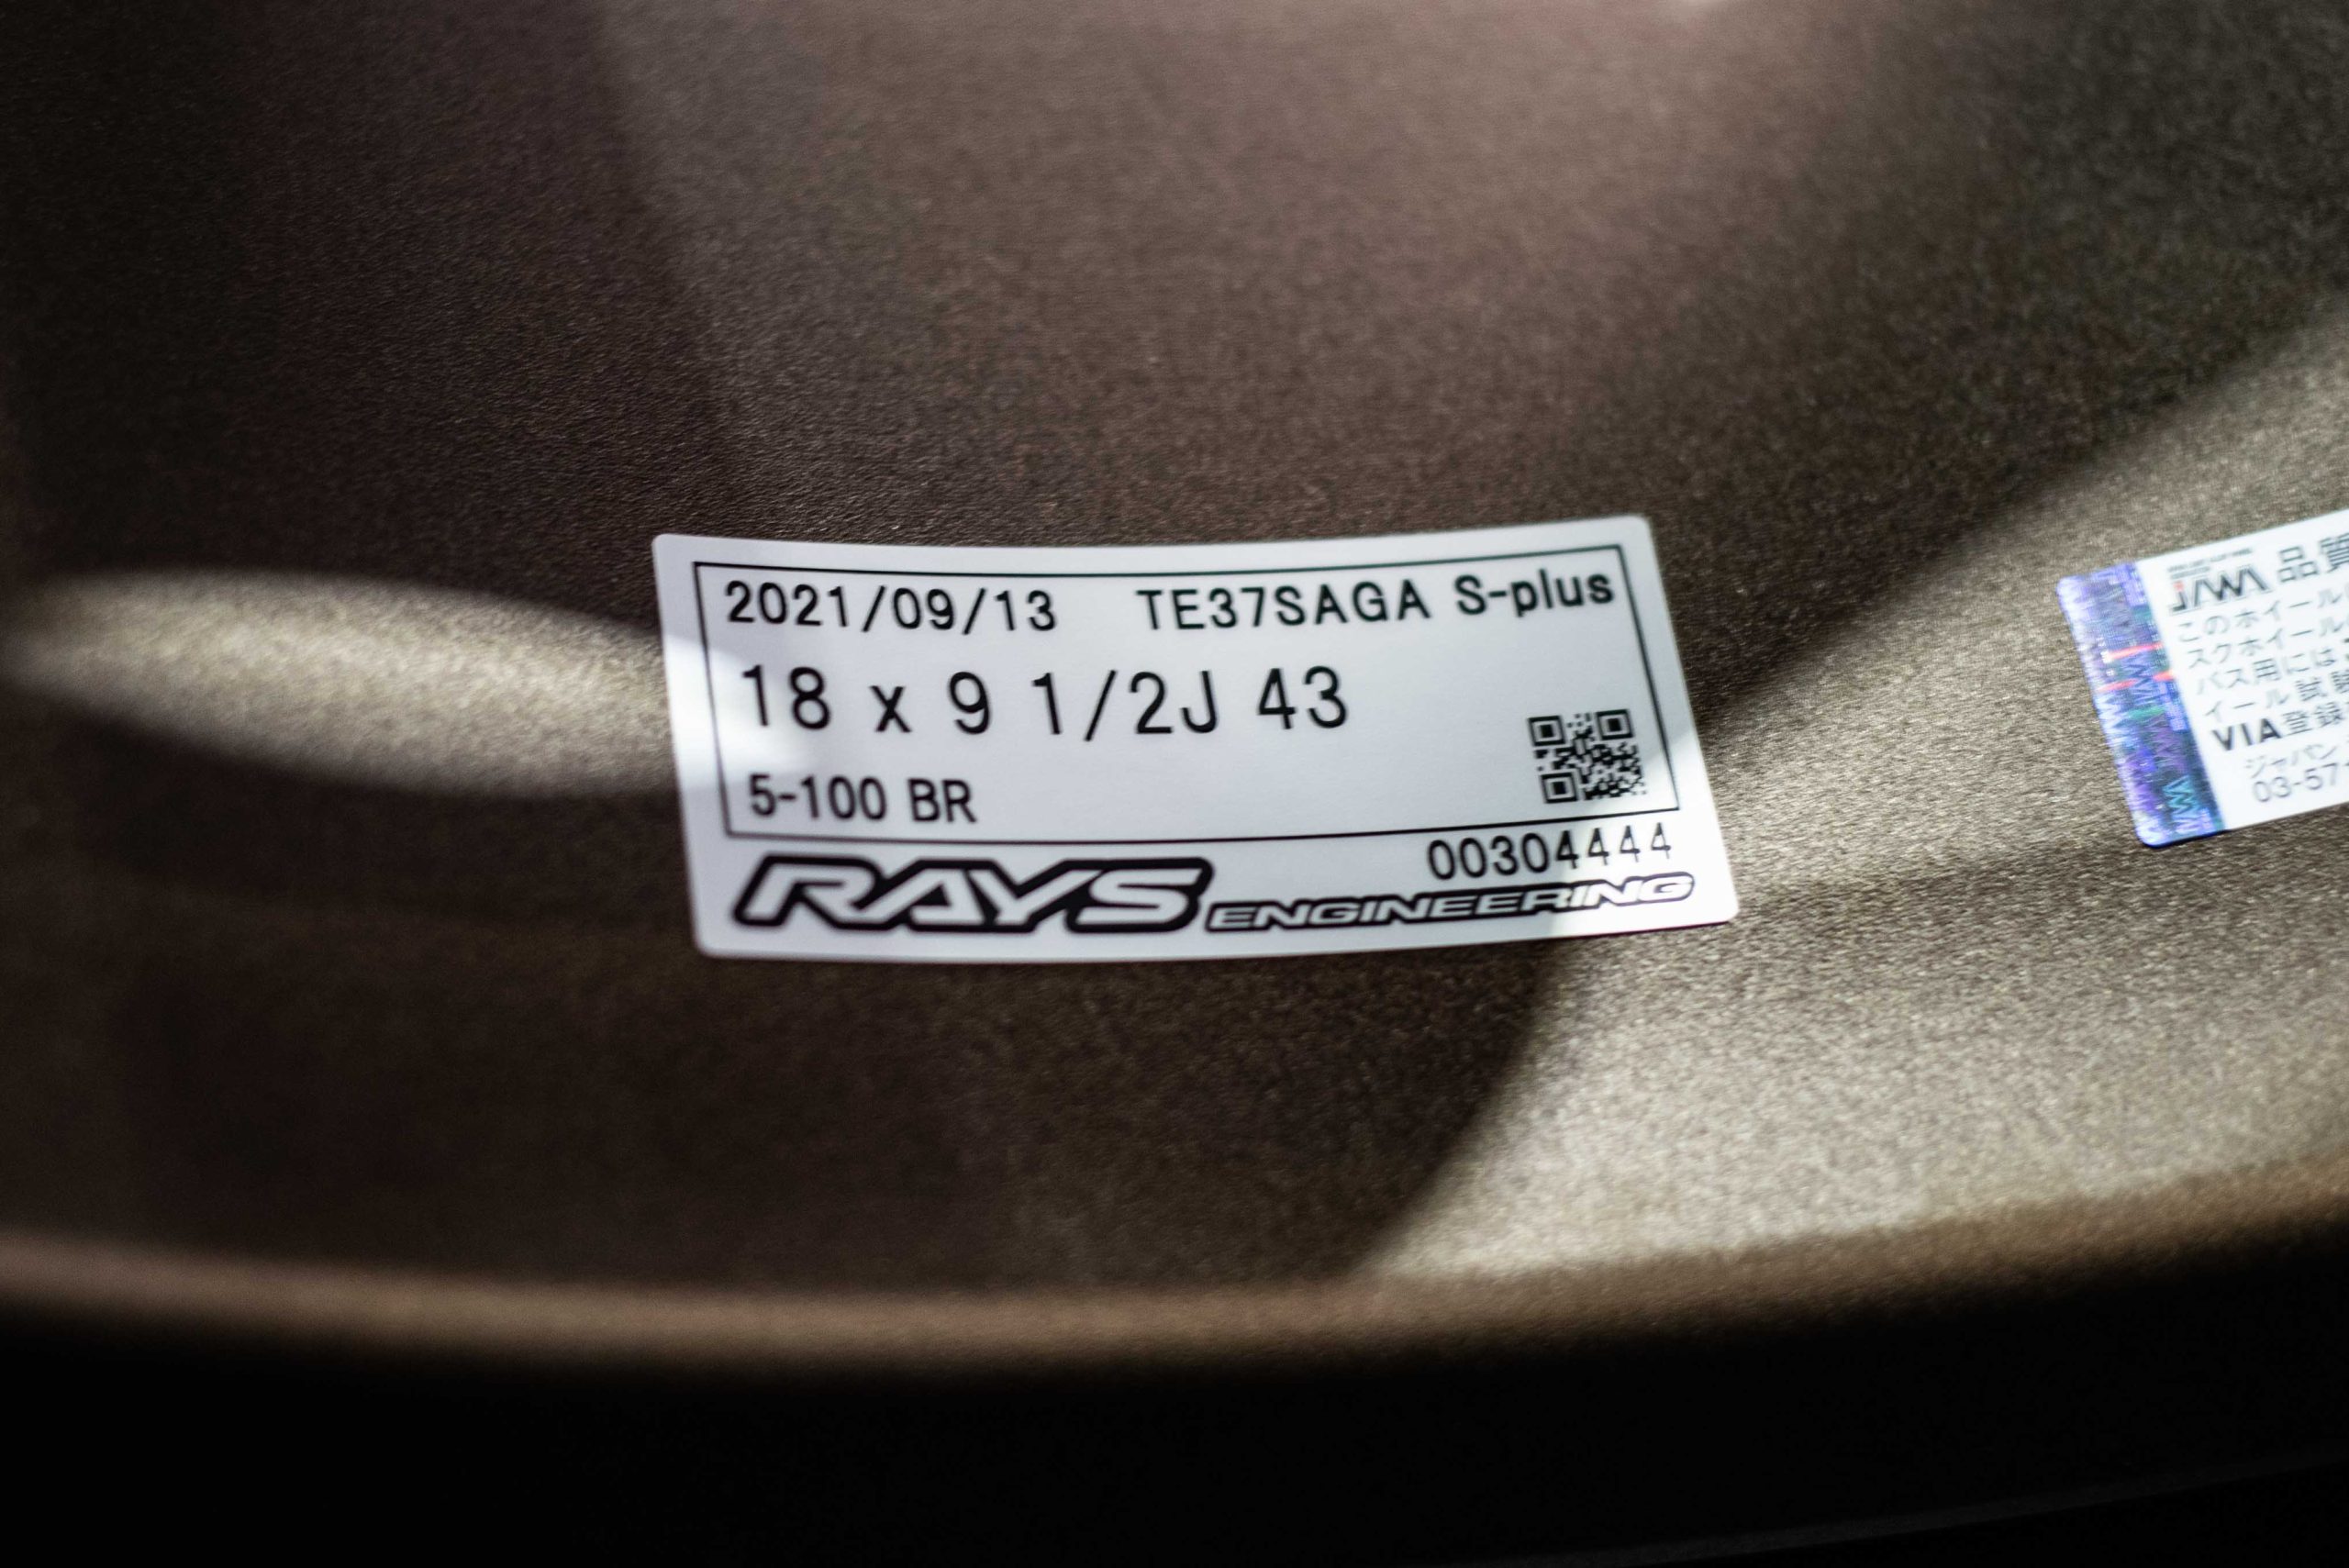 2021/09/13 TE37SAGA S-plus
18 x 9 1/2J 43
5-100 BR
00304444
RAYS ENGINEERING
JAWA 品質
このホイール
スクホイール
バス用には
イール試験
VIA登録
ジャパン
03-57